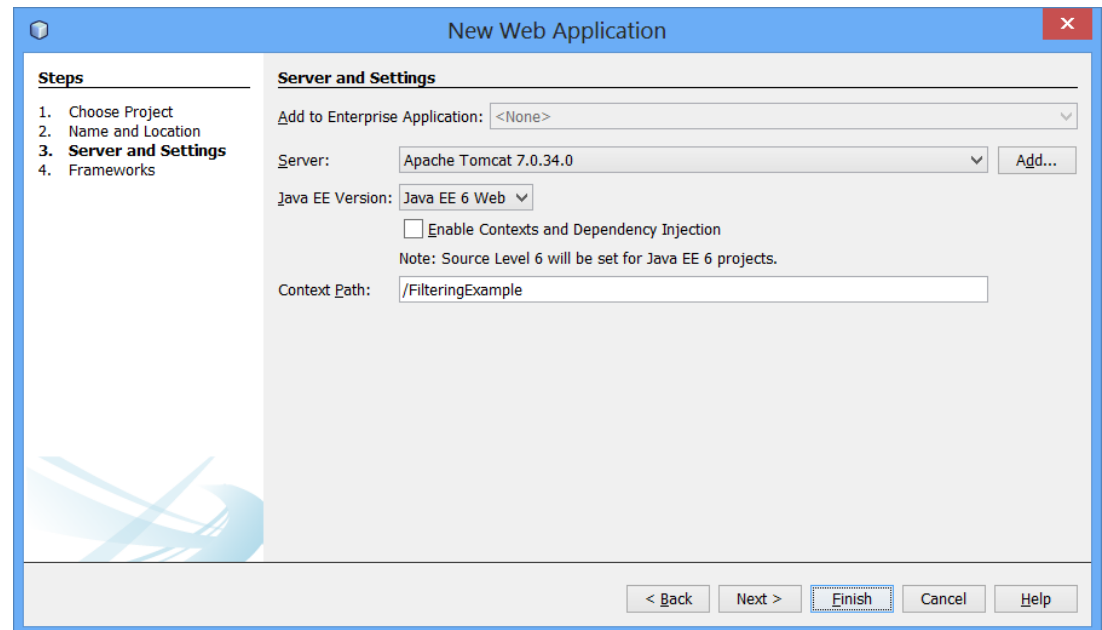 New Web Application
Steps
1. Choose Project
2. Name and Location
3. Server and Settings
4. Frameworks
Server and Settings
Add to Enterprise Application: <None>
Server: Apache Tomcat 7.0.34.0 Add...
Java EE Version: Java EE 6 Web
Enable Contexts and Dependency Injection
Note: Source Level 6 will be set for Java EE 6 projects.
Context Path: /FilteringExample
< Back Next > Finish Cancel Help